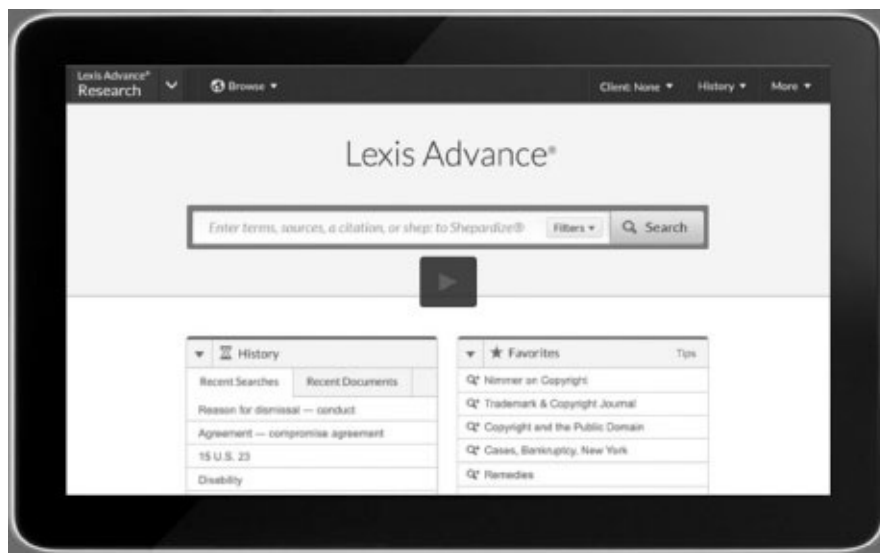 Lexis Advance®
Research
Browse
Client: None
History
More
Lexis Advance®
Enter terms, sources, a citation, or shep: to Shepardize®
Filters
Search
History
Recent Searches
Recent Documents
Reason for dismissal — conduct
Agreement — compromise agreement
15 U.S. 23
Disability
Favorites
Tips
Nimmer on Copyright
Trademark & Copyright Journal
Copyright and the Public Domain
Cases, Bankruptcy, New York
Remedies